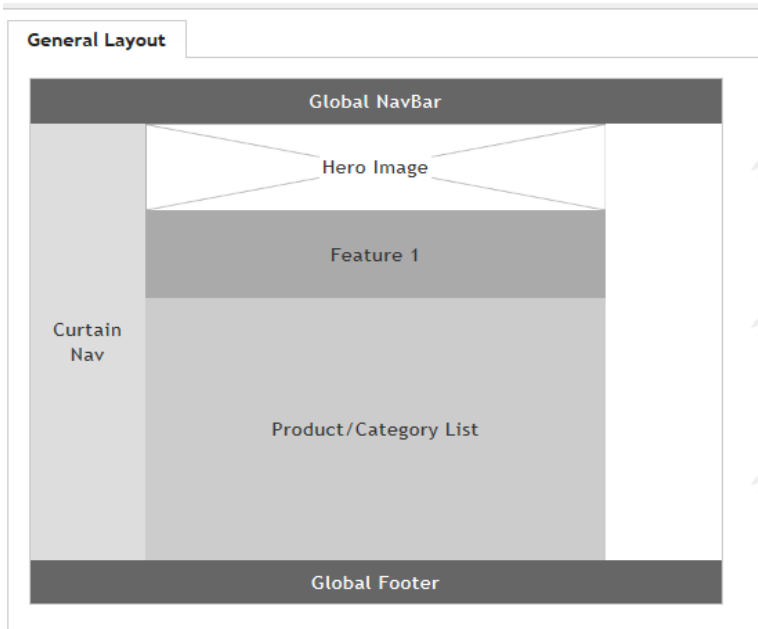 General Layout
Global NavBar
Hero Image
Feature 1
Curtain
Nav
Product/Category List
Global Footer